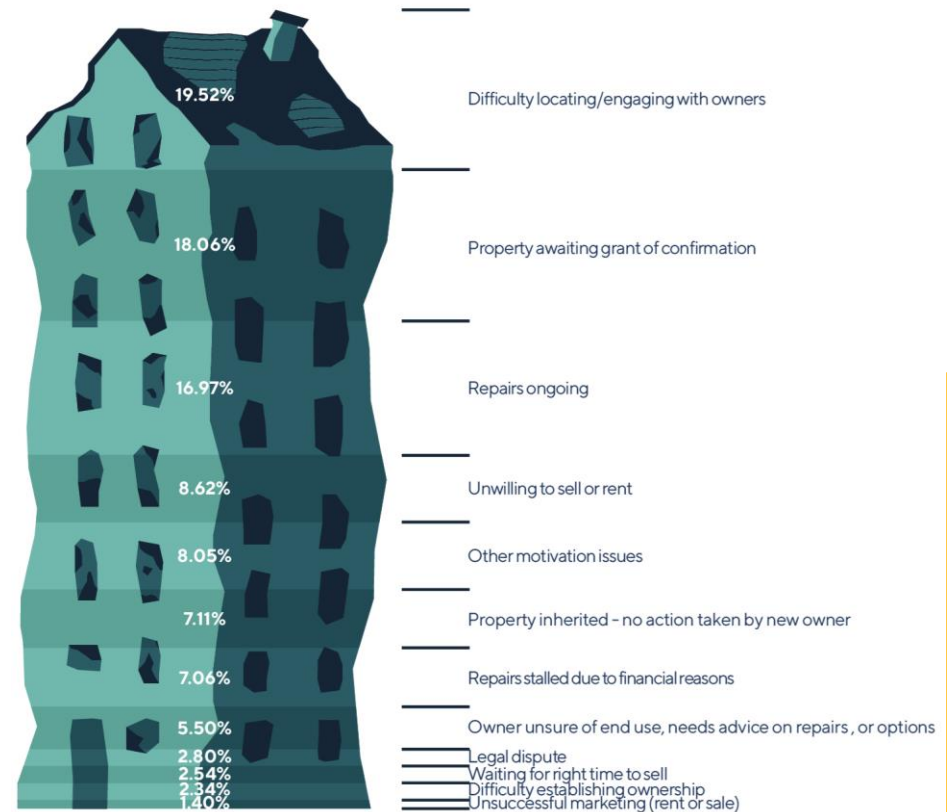 19.52% Difficulty locating/engaging with owners
18.06% Property awaiting grant of confirmation
16.97% Repairs ongoing
8.62% Unwilling to sell or rent
8.05% Other motivation issues
7.11% Property inherited - no action taken by new owner
7.06% Repairs stalled due to financial reasons
5.50% Owner unsure of end use, needs advice on repairs , or options
2.80% Legal dispute
2.54% Waiting for right time to sell
2.34% Difficulty establishing ownership
1.40% Unsuccessful marketing (rent or sale)